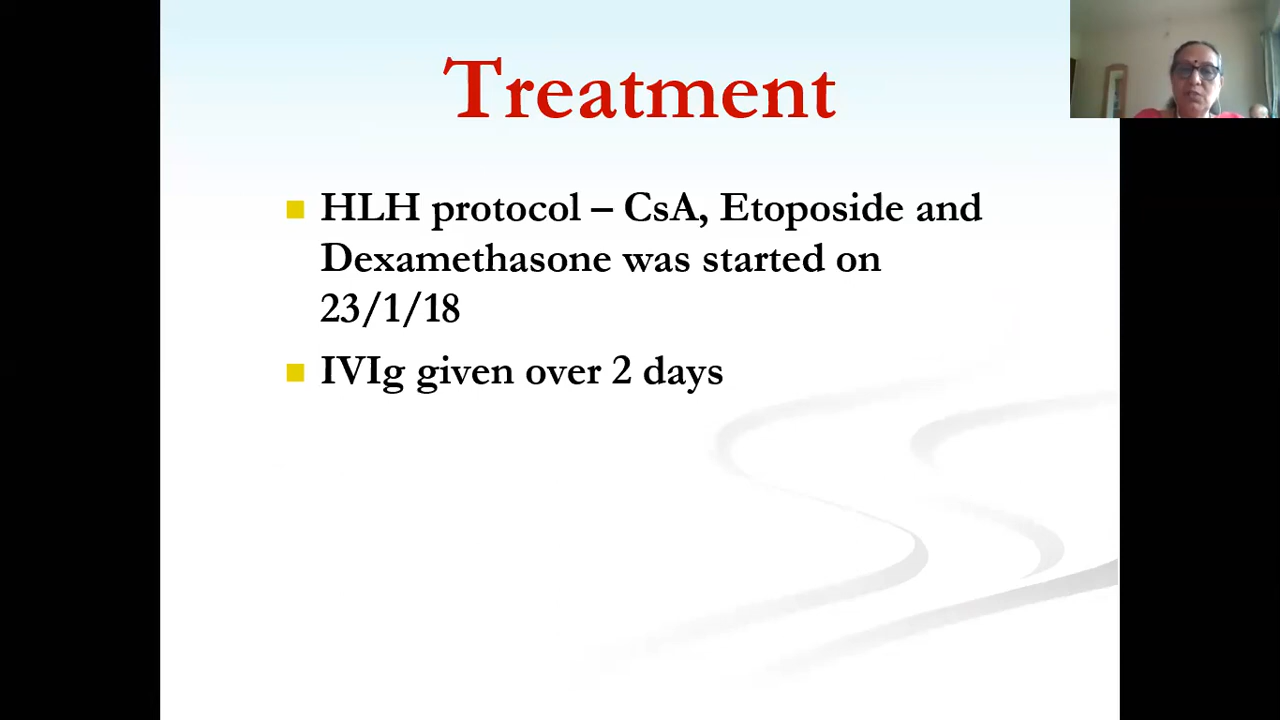 Treatment
HLH protocol – CsA, Etoposide and
Dexamethasone was started on
23/1/18
IVIg given over 2 days